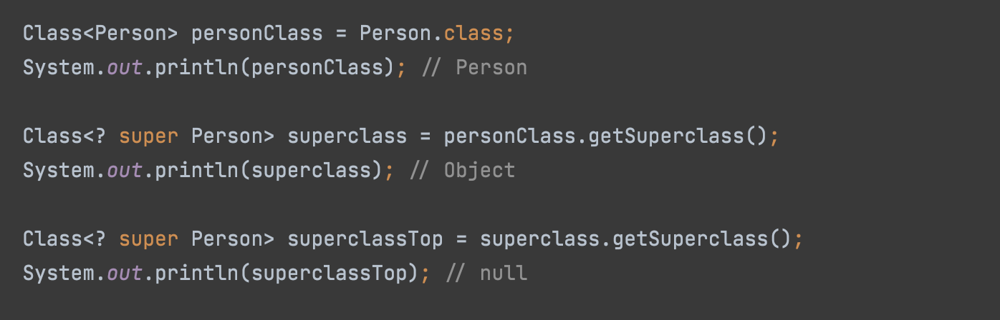 Class<Person> personClass = Person.class;
System.out.println(personClass); // Person
Class<? super Person> superclass = personClass.getSuperclass();
System.out.println(superclass); // Object
Class<? super Person> superclassTop = superclass.getSuperclass();
System.out.println(superclassTop); // null